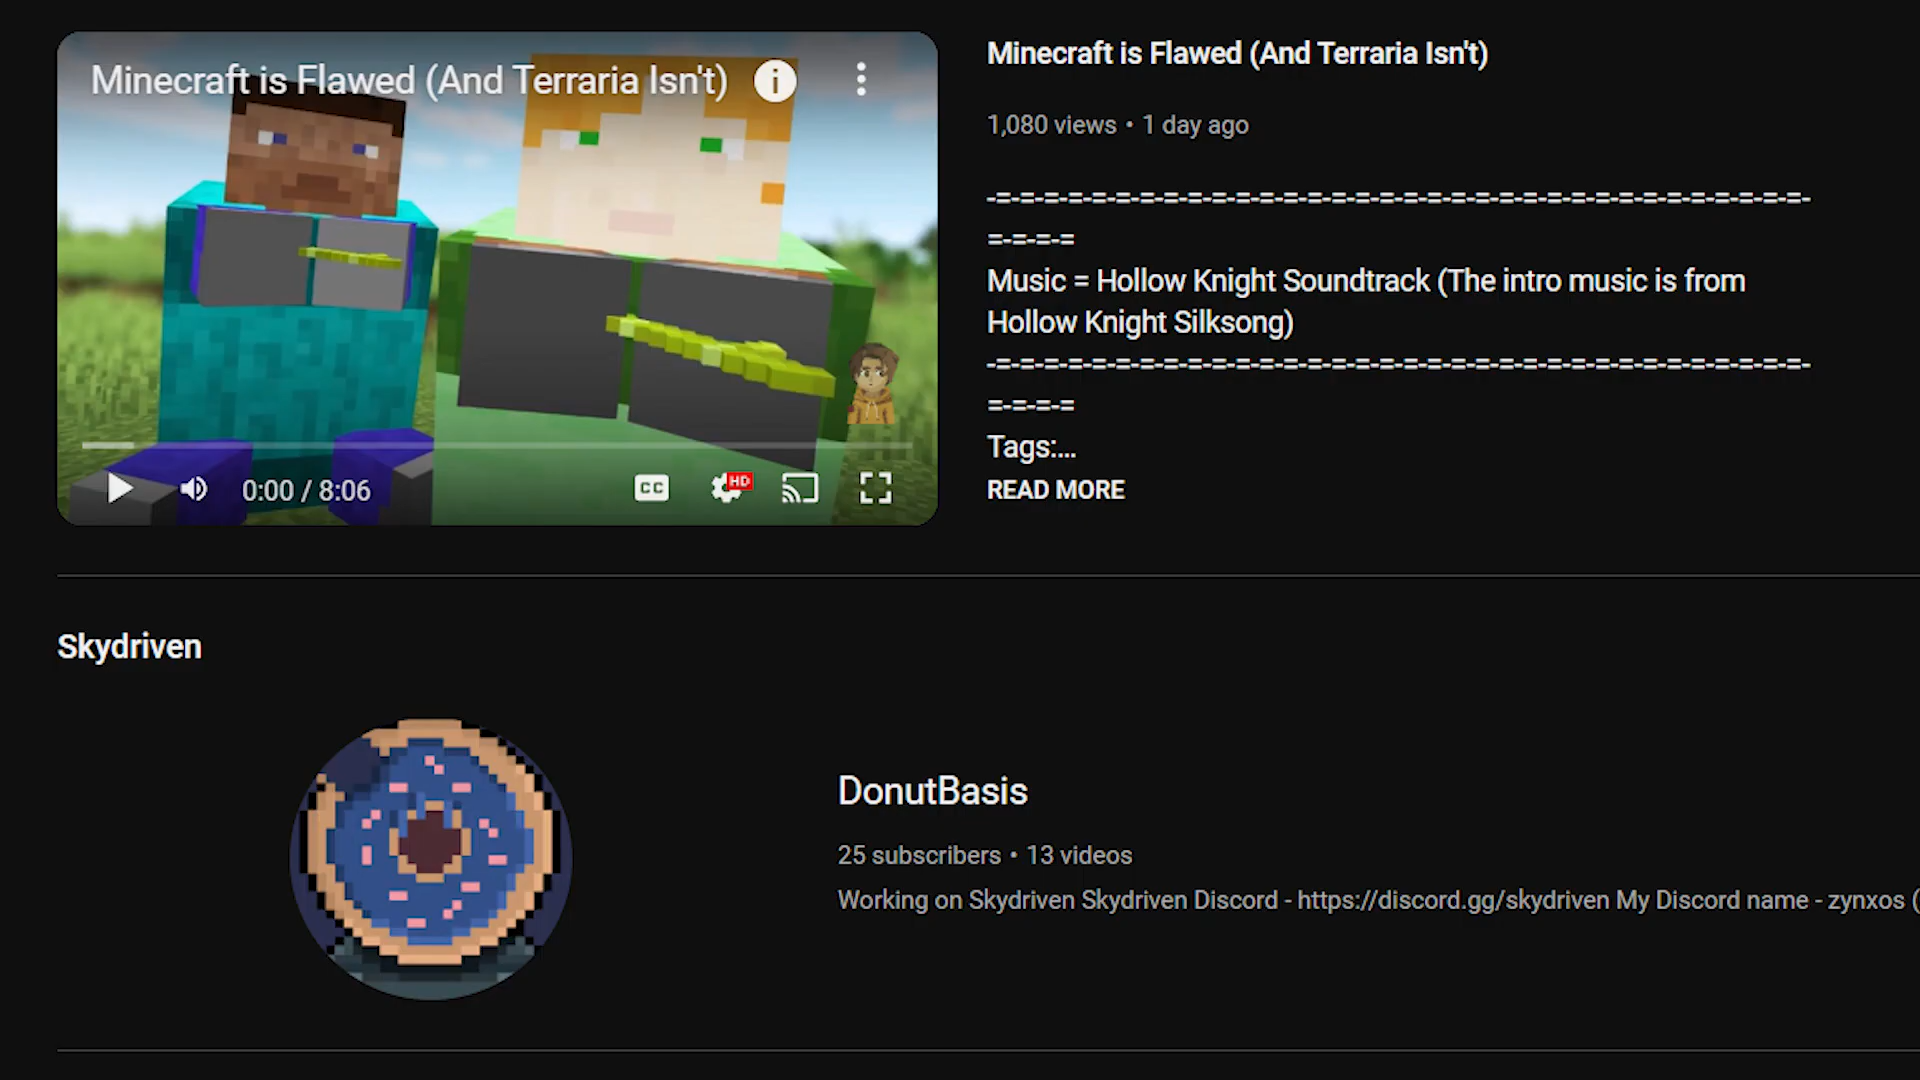 Minecraft is Flawed (And Terraria Isn't)
i
0:00 / 8:06
CC
HD
Minecraft is Flawed (And Terraria Isn't)
1,080 views • 1 day ago
-=-=-=-=-=-=-=-=-=-=-=-=-=-=-=-=-=-=-=-=-=-=-=-=-=-=-=-=-=-=-=-=-=-=-
=-=-=-=
Music = Hollow Knight Soundtrack (The intro music is from
Hollow Knight Silksong)
-=-=-=-=-=-=-=-=-=-=-=-=-=-=-=-=-=-=-=-=-=-=-=-=-=-=-=-=-=-=-=-=-=-=-
=-=-=-=
Tags:...
READ MORE
Skydriven
DonutBasis
25 subscribers • 13 videos
Working on Skydriven Skydriven Discord - https://discord.gg/skydriven My Discord name - zynxos (